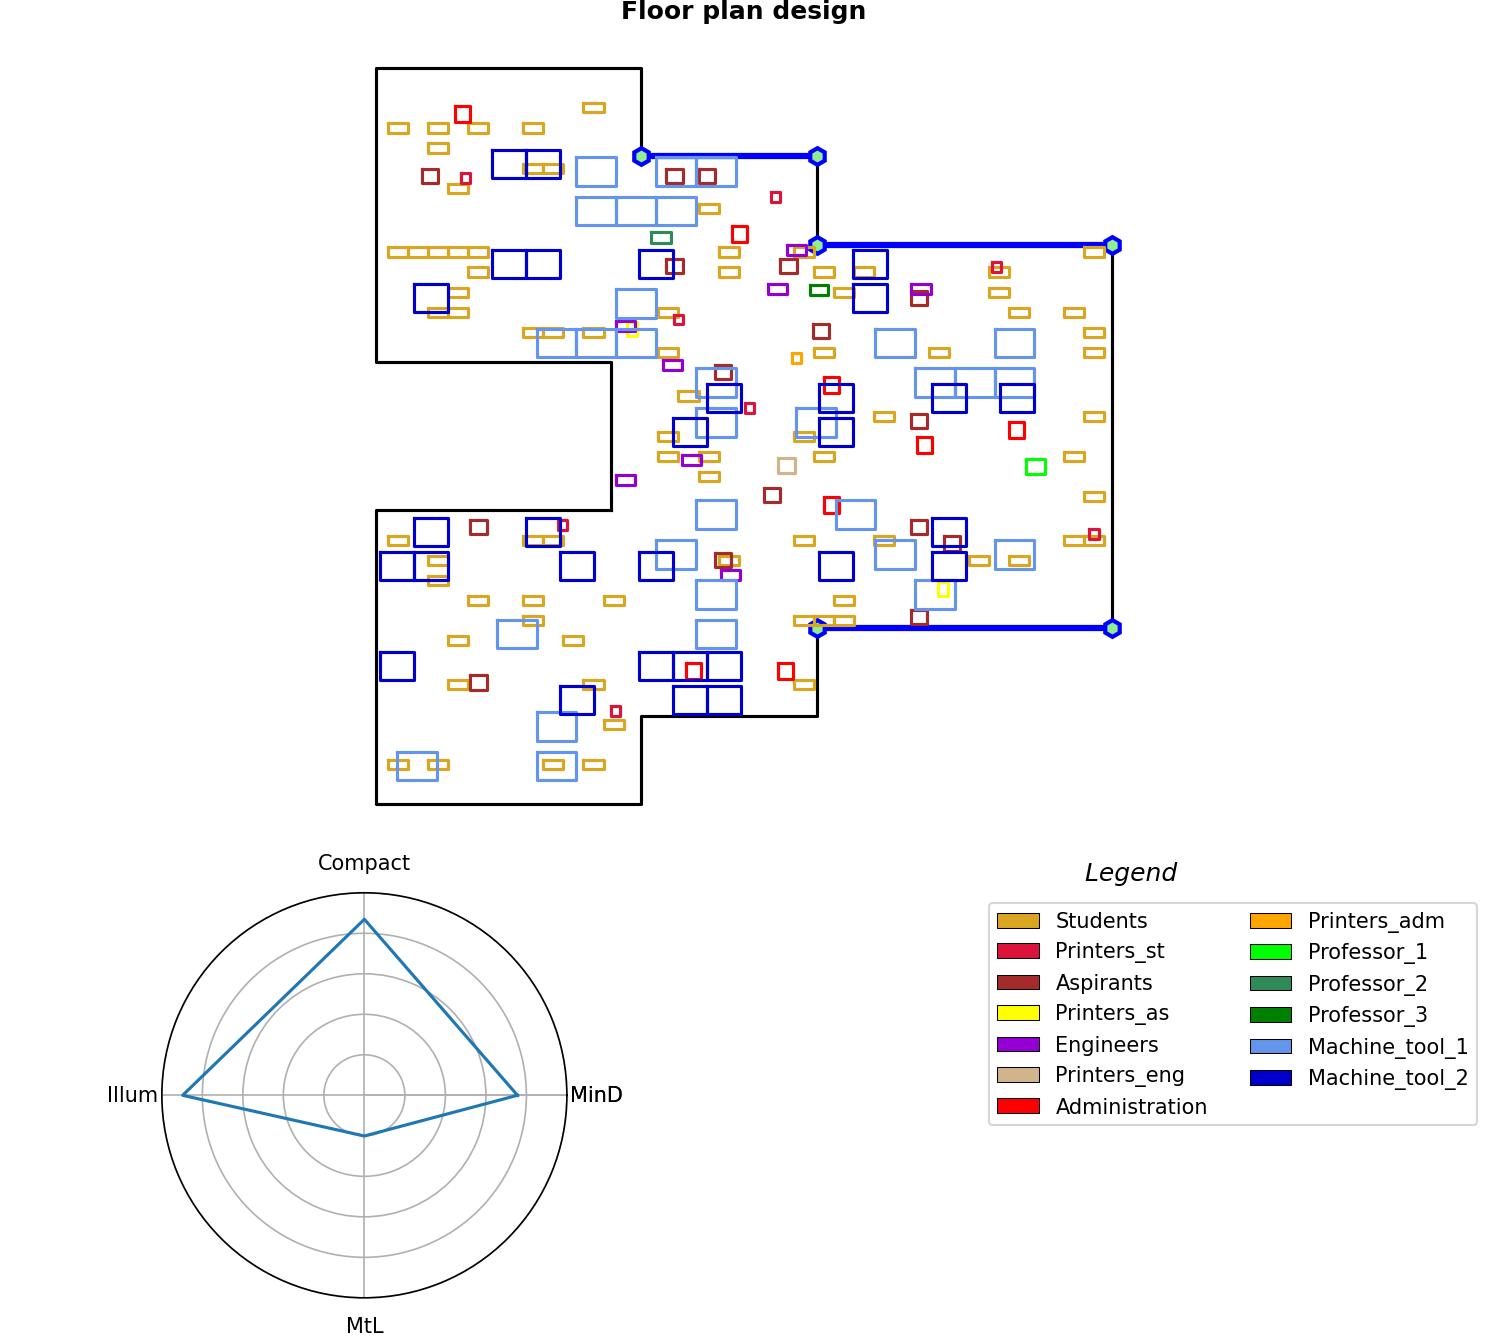 Floor plan design
Compact
Illum
MinD
MtL
Legend
Students
Printers_st
Aspirants
Printers_as
Engineers
Printers_eng
Administration
Printers_adm
Professor_1
Professor_2
Professor_3
Machine_tool_1
Machine_tool_2